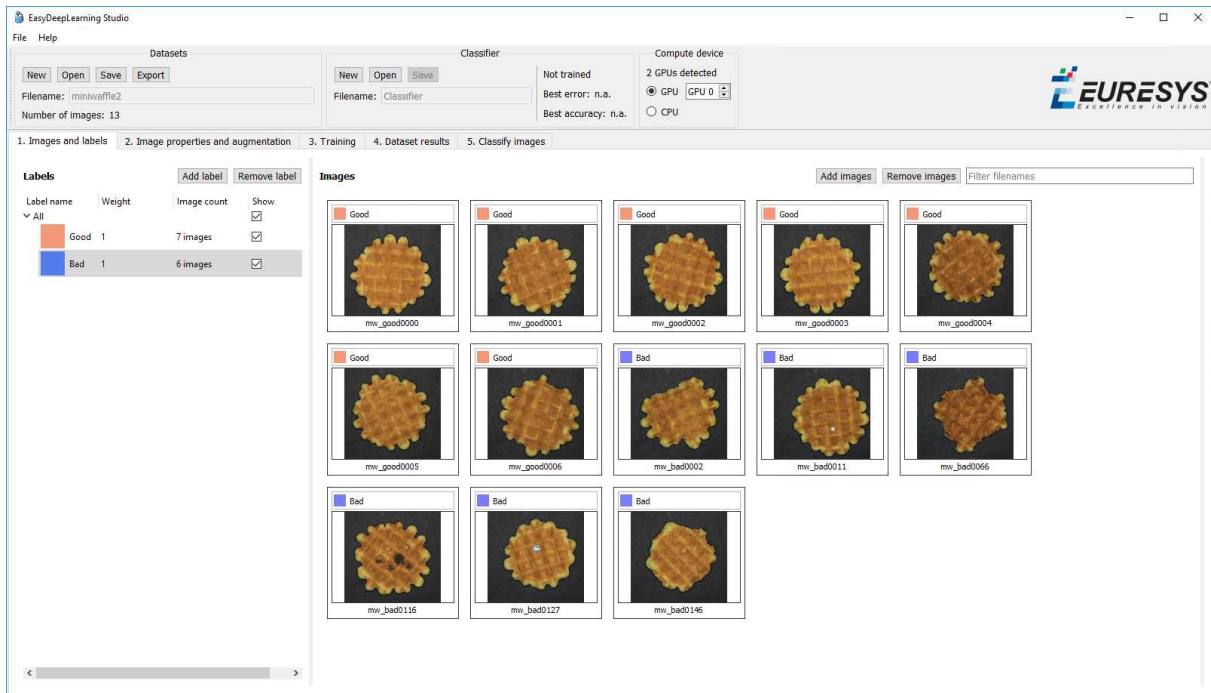 EasyDeepLearning Studio
File Help
Datasets
New Open Save Export
Filename: miniwaffle2
Number of images: 13
Classifier
New Open Save
Filename: Classifier
Not trained
Best error: n.a.
Best accuracy: n.a.
Compute device
2 GPUs detected
GPU GPU 0
CPU
EURESYS
Excellence in vision
1. Images and labels 2. Image properties and augmentation 3. Training 4. Dataset results 5. Classify images
Labels Add label Remove label
Label name Weight Image count Show
All
Good 1 7 images
Bad 1 6 images
Images Add images Remove images Filter filenames
Good Good Good Good Good
mw_good0000 mw_good0001 mw_good0002 mw_good0003 mw_good0004
Good Good Bad Bad Bad
mw_good0005 mw_good0006 mw_bad0002 mw_bad0011 mw_bad0066
Bad Bad Bad
mw_bad0116 mw_bad0127 mw_bad0146